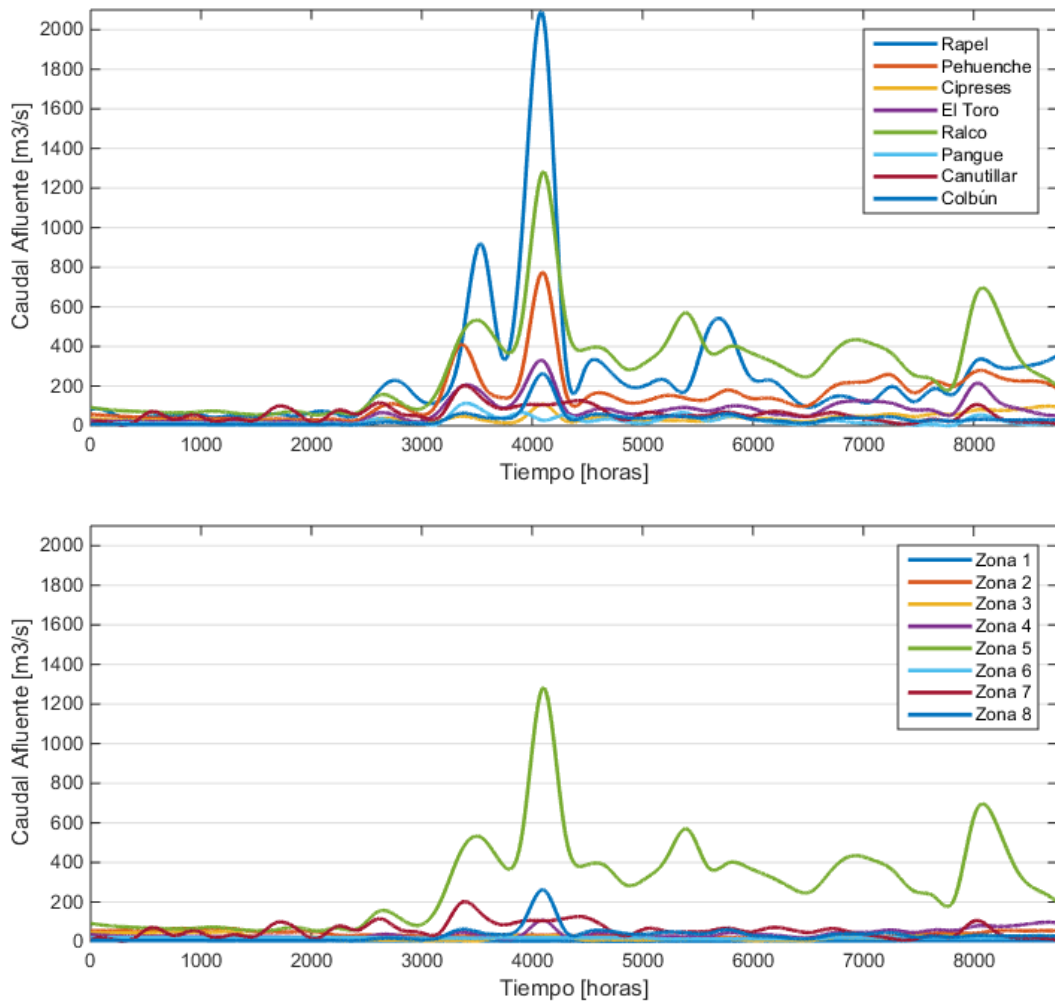 2000
1800
1600
1400
1200
1000
800
600
400
200
0
Caudal Afluente [m3/s]
Rapel
Pehuenche
Cipreses
El Toro
Ralco
Pangue
Canutillar
Colbún
0 1000 2000 3000 4000 5000 6000 7000 8000
Tiempo [horas]
2000
1800
1600
1400
1200
1000
800
600
400
200
0
Caudal Afluente [m3/s]
Zona 1
Zona 2
Zona 3
Zona 4
Zona 5
Zona 6
Zona 7
Zona 8
0 1000 2000 3000 4000 5000 6000 7000 8000
Tiempo [horas]